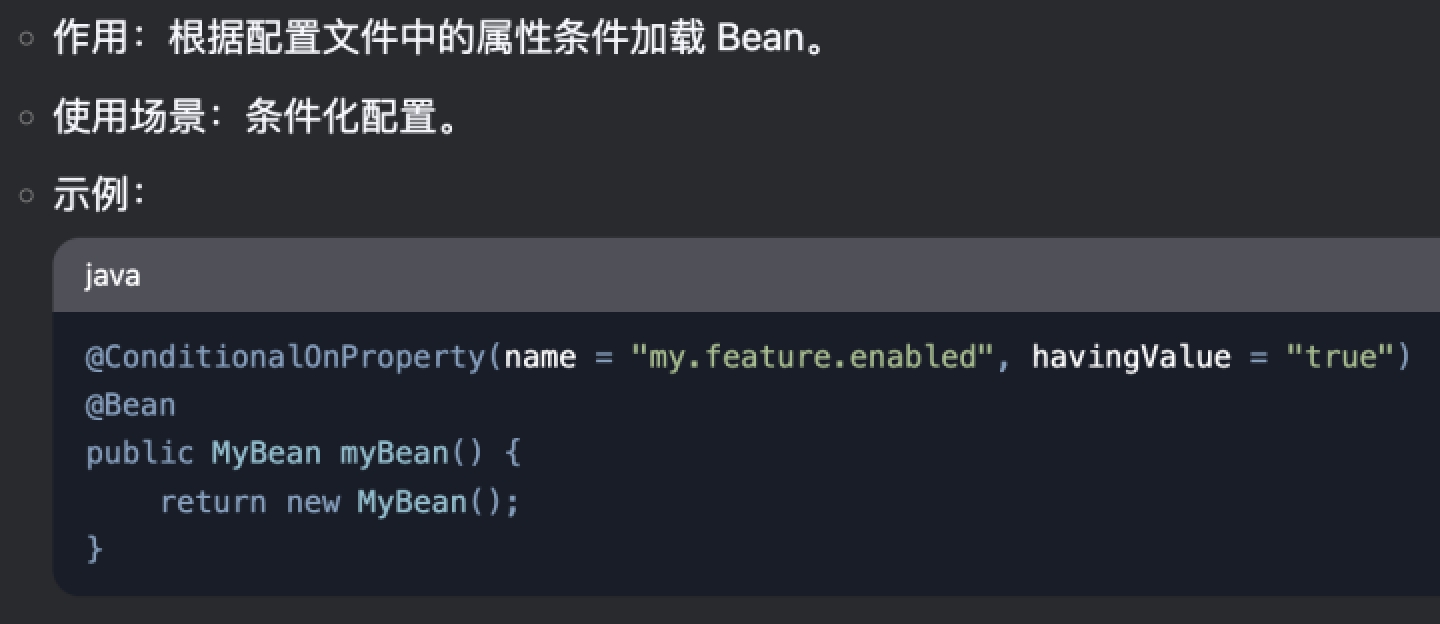 作用：根据配置文件中的属性条件加载 Bean。
使用场景：条件化配置。
示例：
java
@ConditionalOnProperty(name = "my.feature.enabled", havingValue = "true")
@Bean
public MyBean myBean() {
    return new MyBean();
}